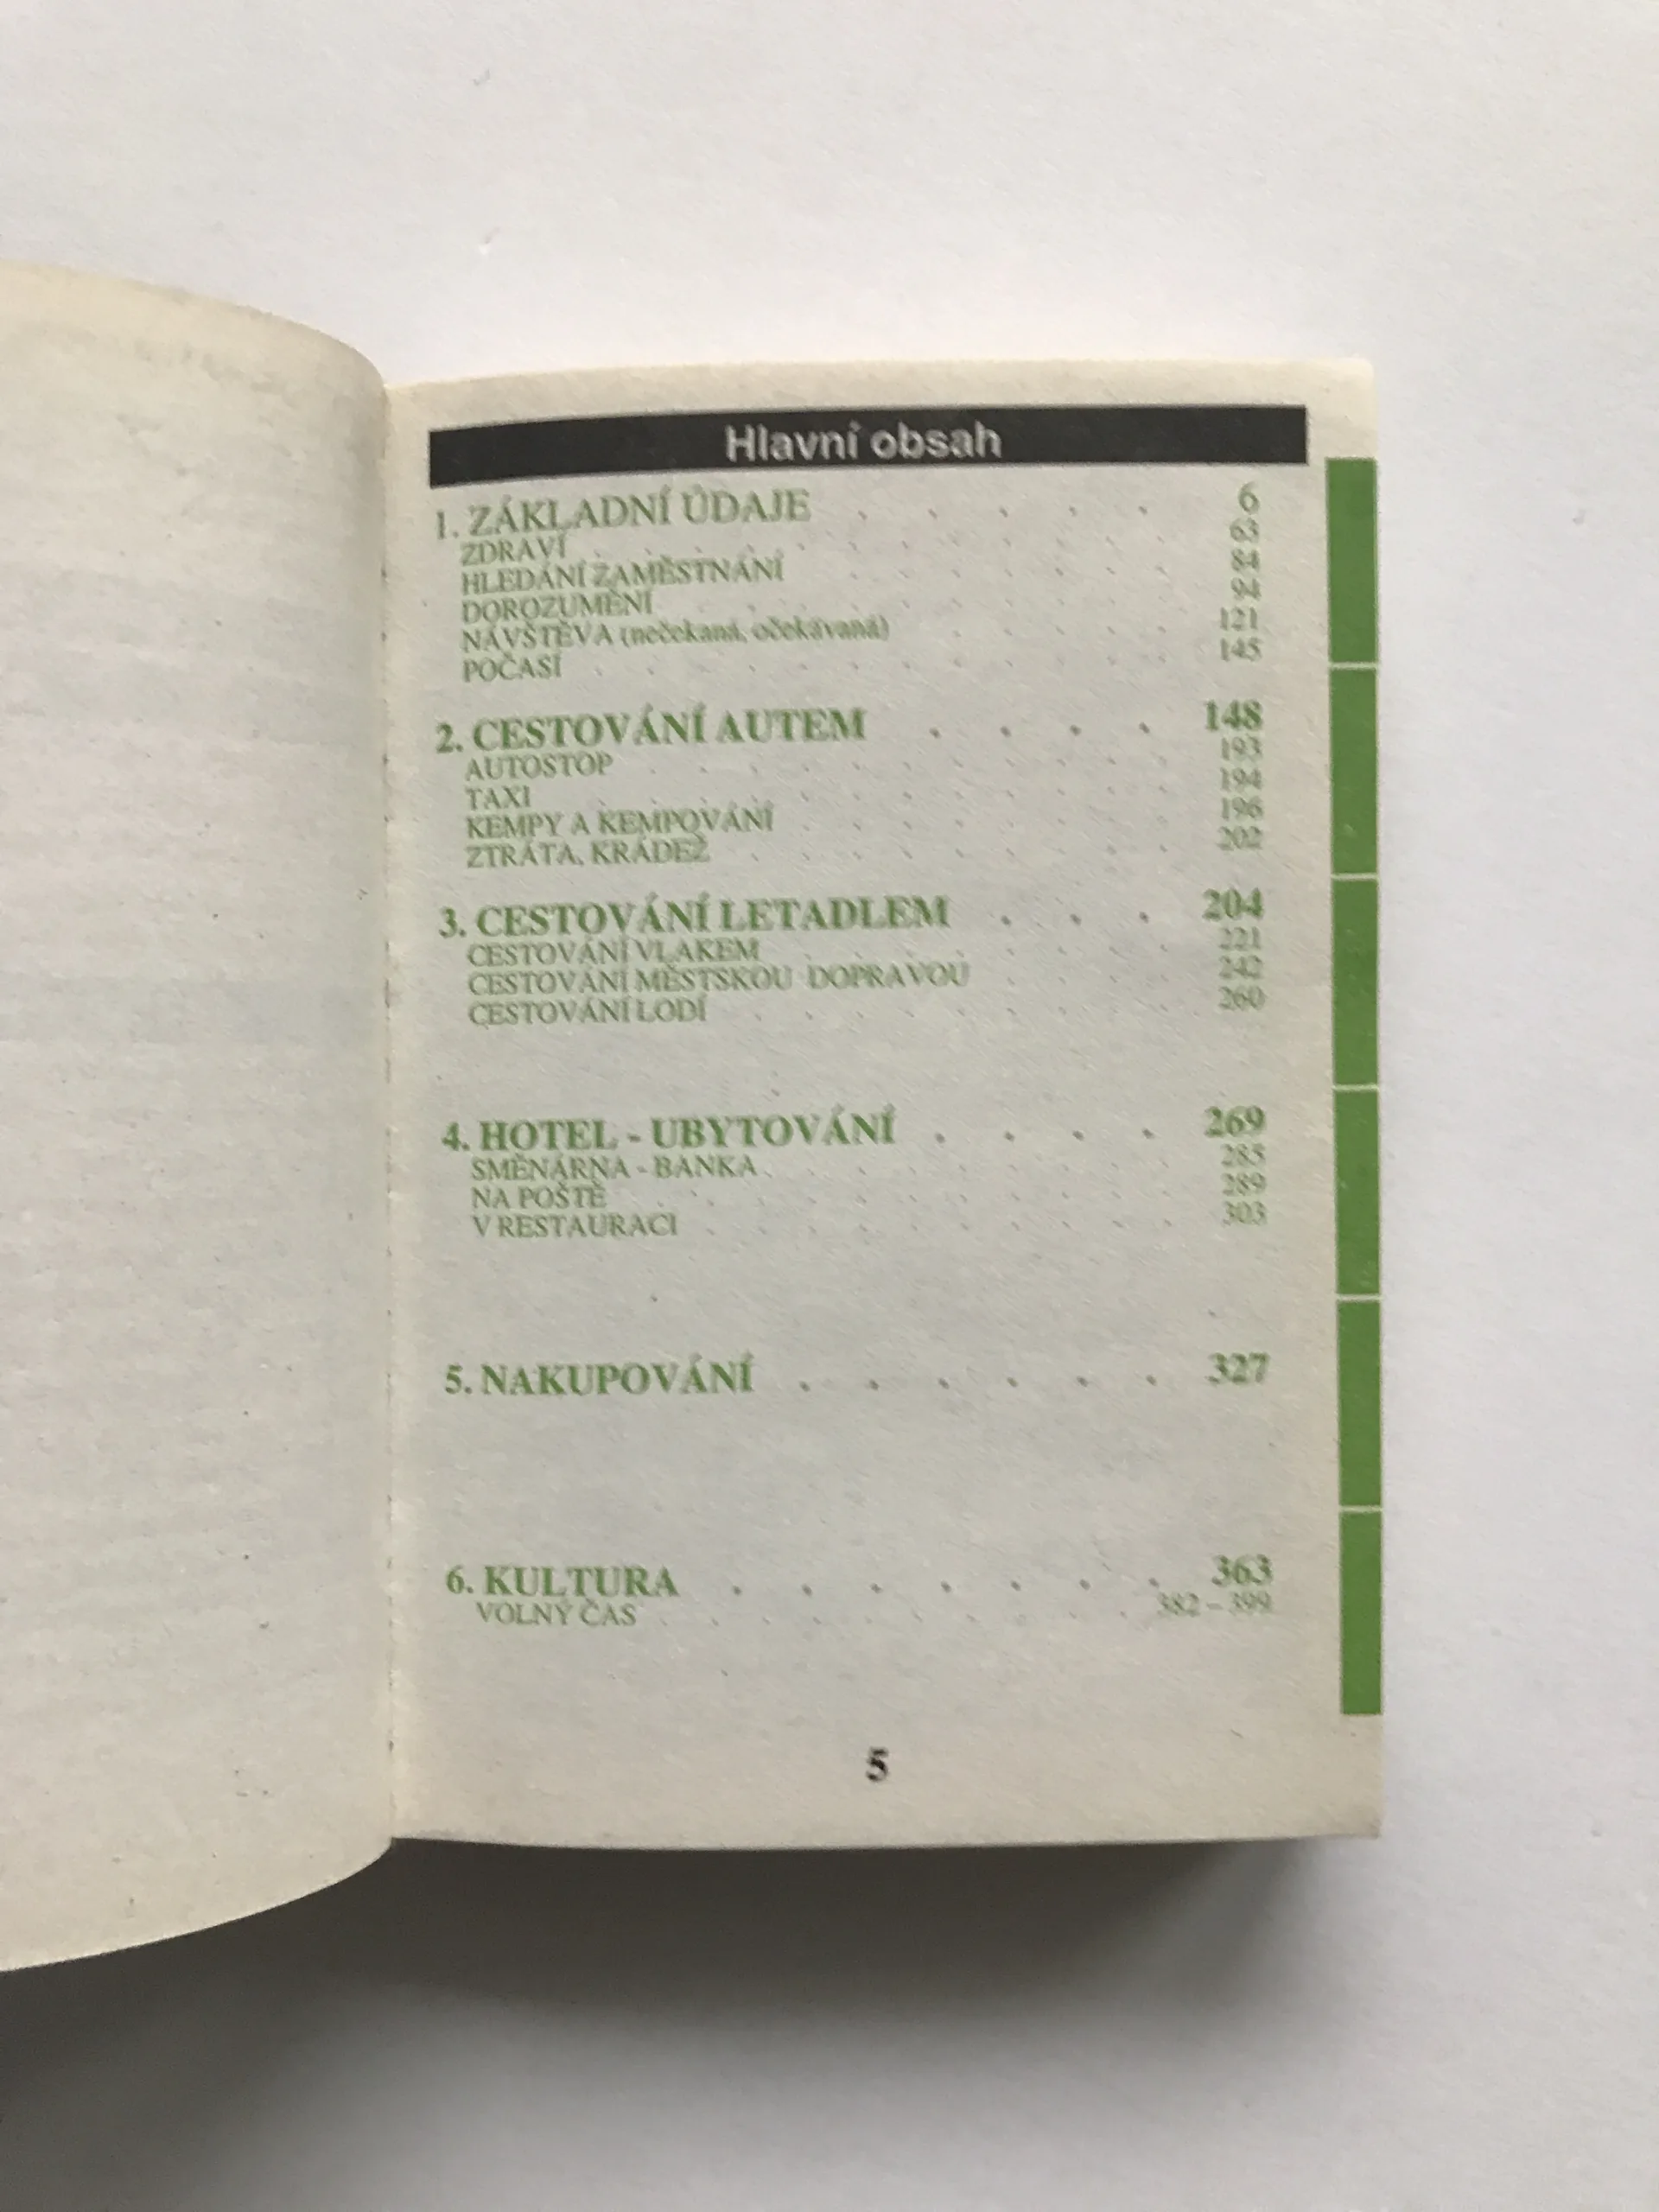 Hlavní obsah
1. ZÁKLADNÍ ÚDAJE . . . . . 6
ZDRAVÍ . . . . . . . . . . . 63
HLEDÁNÍ ZAMĚSTNÁNÍ . . . . . . 84
DOROZUMĚNÍ . . . . . . . . . 94
NÁVŠTĚVA (nečekaná, očekávaná) . . . . . 121
POČASÍ . . . . . . . . . . . 145
2. CESTOVÁNÍ AUTEM . . . . 148
AUTOSTOP . . . . . . . . . . . 193
TAXI . . . . . . . . . . . 194
KEMPY A KEMPOVÁNÍ . . . . . . . . 196
ZTRÁTA, KRÁDEŽ . . . . . . . . . 202
3. CESTOVÁNÍ LETADLEM . . . 204
CESTOVÁNÍ VLAKEM . . . . . . . . 221
CESTOVÁNÍ MĚSTSKOU DOPRAVOU . . . . 242
CESTOVÁNÍ LODÍ . . . . . . . . . 260
4. HOTEL - UBYTOVÁNÍ . . . . 269
SMĚNÁRNA - BANKA . . . . . . . . . 285
NA POŠTĚ . . . . . . . . . . . 289
V RESTAURACI . . . . . . . . . . 303
5. NAKUPOVÁNÍ . . . . . . 327
6. KULTURA . . . . . . . 363
VOLNÝ ČAS . . . . . . . . . . 382 – 399
5